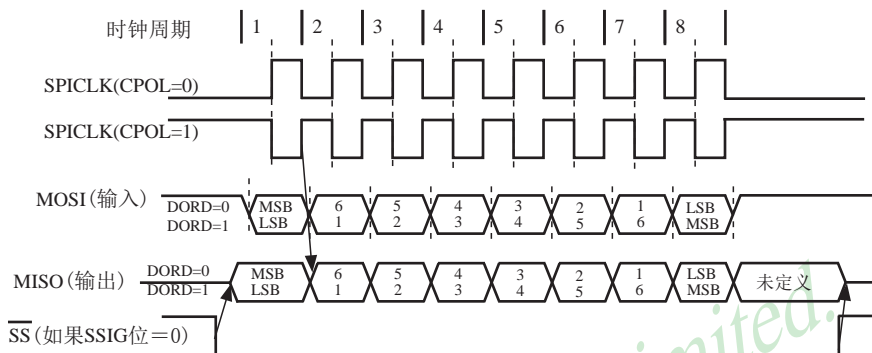 时钟周期 1 2 3 4 5 6 7 8
SPICLK(CPOL=0)
SPICLK(CPOL=1)
MOSI(输入) DORD=0 MSB 6 5 4 3 2 1 LSB
DORD=1 LSB 1 2 3 4 5 6 MSB
MISO(输出) DORD=0 MSB 6 5 4 3 2 1 LSB 未定义
DORD=1 LSB 1 2 3 4 5 6 MSB
SS(如果SSIG位=0)
imited.